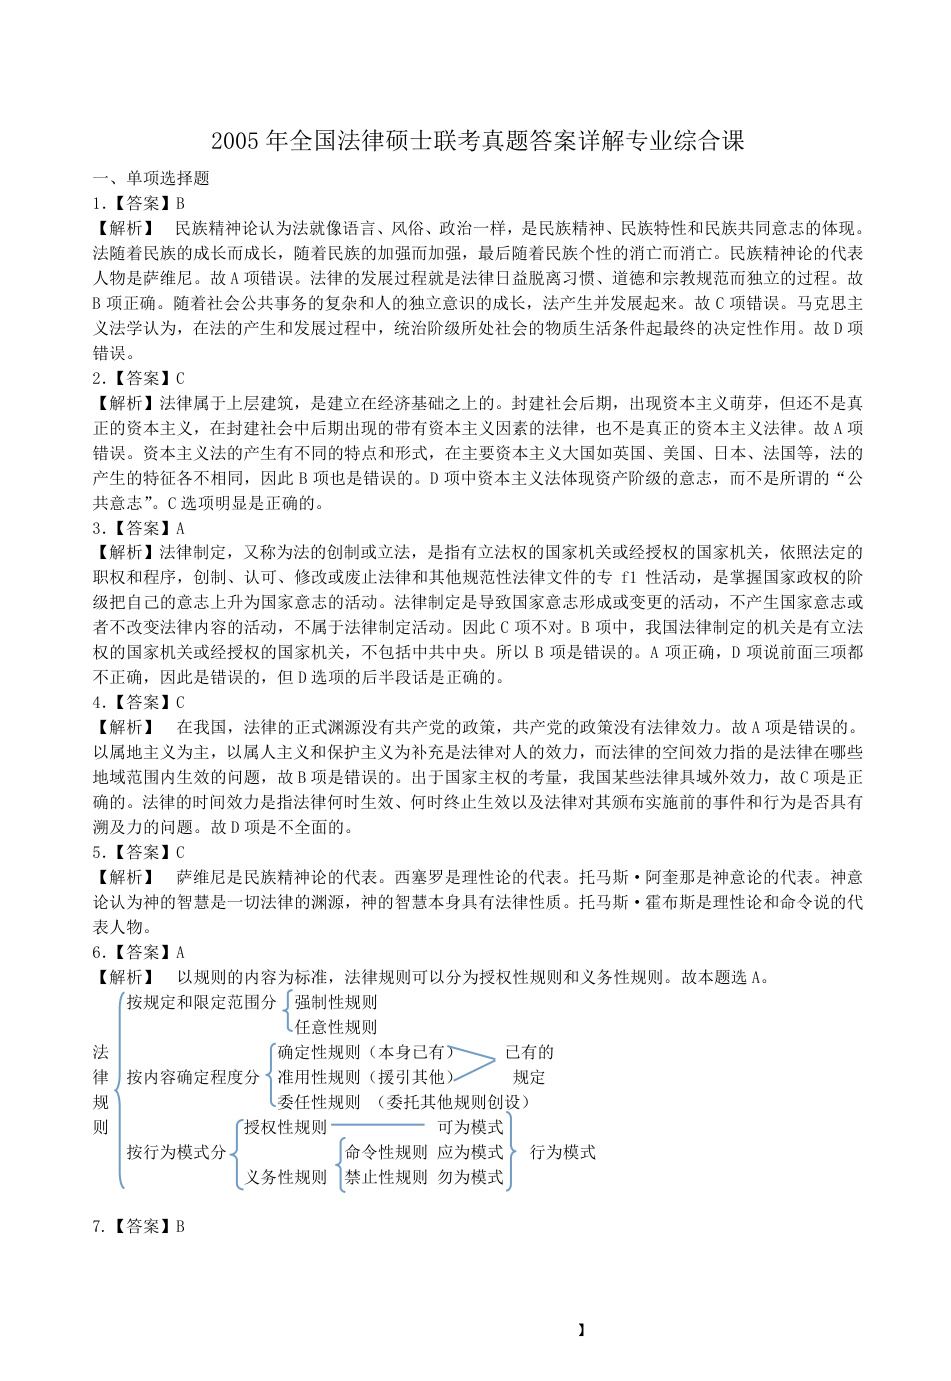 2005 年全国法律硕士联考真题答案详解专业综合课
一、单项选择题
1.【答案】B
【解析】 民族精神论认为法就像语言、风俗、政治一样，是民族精神、民族特性和民族共同意志的体现。
法随着民族的成长而成长，随着民族的加强而加强，最后随着民族个性的消亡而消亡。民族精神论的代表
人物是萨维尼。故 A 项错误。法律的发展过程就是法律日益脱离习惯、道德和宗教规范而独立的过程。故
B 项正确。随着社会公共事务的复杂和人的独立意识的成长，法产生并发展起来。故 C 项错误。马克思主
义法学认为，在法的产生和发展过程中，统治阶级所处社会的物质生活条件起最终的决定性作用。故 D 项
错误。
2.【答案】C
【解析】法律属于上层建筑，是建立在经济基础之上的。封建社会后期，出现资本主义萌芽，但还不是真
正的资本主义，在封建社会中后期出现的带有资本主义因素的法律，也不是真正的资本主义法律。故 A 项
错误。资本主义法的产生有不同的特点和形式，在主要资本主义大国如英国、美国、日本、法国等，法的
产生的特征各不相同，因此 B 项也是错误的。D 项中资本主义法体现资产阶级的意志，而不是所谓的“公
共意志”。C 选项明显是正确的。
3.【答案】A
【解析】法律制定，又称为法的创制或立法，是指有立法权的国家机关或经授权的国家机关，依照法定的
职权和程序，创制、认可、修改或废止法律和其他规范性法律文件的专 f1 性活动，是掌握国家政权的阶
级把自己的意志上升为国家意志的活动。法律制定是导致国家意志形成或变更的活动，不产生国家意志或
者不改变法律内容的活动，不属于法律制定活动。因此 C 项不对。B 项中，我国法律制定的机关是有立法
权的国家机关或经授权的国家机关，不包括中共中央。所以 B 项是错误的。A 项正确，D 项说前面三项都
不正确，因此是错误的，但 D 选项的后半段话是正确的。
4.【答案】C
【解析】 在我国，法律的正式渊源没有共产党的政策，共产党的政策没有法律效力。故 A 项是错误的。
以属地主义为主，以属人主义和保护主义为补充是法律对人的效力，而法律的空间效力指的是法律在哪些
地域范围内生效的问题，故 B 项是错误的。出于国家主权的考量，我国某些法律具域外效力，故 C 项是正
确的。法律的时间效力是指法律何时生效、何时终止生效以及法律对其颁布实施前的事件和行为是否具有
溯及力的问题。故 D 项是不全面的。
5.【答案】C
【解析】 萨维尼是民族精神论的代表。西塞罗是理性论的代表。托马斯·阿奎那是神意论的代表。神意
论认为神的智慧是一切法律的渊源，神的智慧本身具有法律性质。托马斯·霍布斯是理性论和命令说的代
表人物。
6.【答案】A
【解析】 以规则的内容为标准，法律规则可以分为授权性规则和义务性规则。故本题选 A。
按规定和限定范围分 强制性规则
任意性规则
法 确定性规则（本身已有） 已有的
律 按内容确定程度分 准用性规则（援引其他） 规定
规 委任性规则 （委托其他规则创设）
则 授权性规则 可为模式
按行为模式分 命令性规则 应为模式 行为模式
义务性规则 禁止性规则 勿为模式
7.【答案】B
】